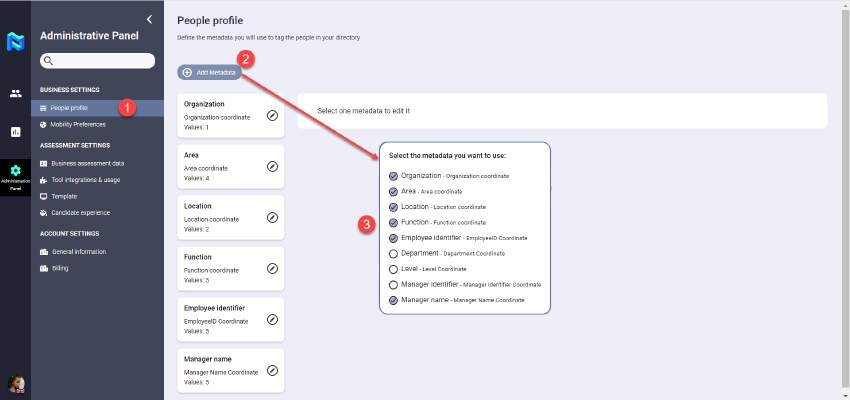 Administrative Panel
BUSINESS SETTINGS
People profile
1
Mobility Preferences
ASSESSMENT SETTINGS
Business assessment data
Tool integrations & usage
Template
Candidate experience
ACCOUNT SETTINGS
General information
Billing
Administration
Panel
People profile
Define the metadata you will use to tag the people in your directory
2
Add Metadata
Organization
Organization coordinate
Values: 1
Area
Area coordinate
Values: 4
Location
Location coordinate
Values: 2
Function
Function coordinate
Values: 3
Employee identifier
EmployeeID Coordinate
Values: 5
Manager name
Manager Name Coordinate
Values: 5
Select one metadata to edit it
3
Select the metadata you want to use:
Organization - Organization coordinate
Area - Area coordinate
Location - Location coordinate
Function - Function coordinate
Employee identifier - EmployeeID Coordinate
Department - Department Coordinate
Level - Level Coordinate
Manager identifier - Manager Identifier Coordinate
Manager name - Manager Name Coordinate